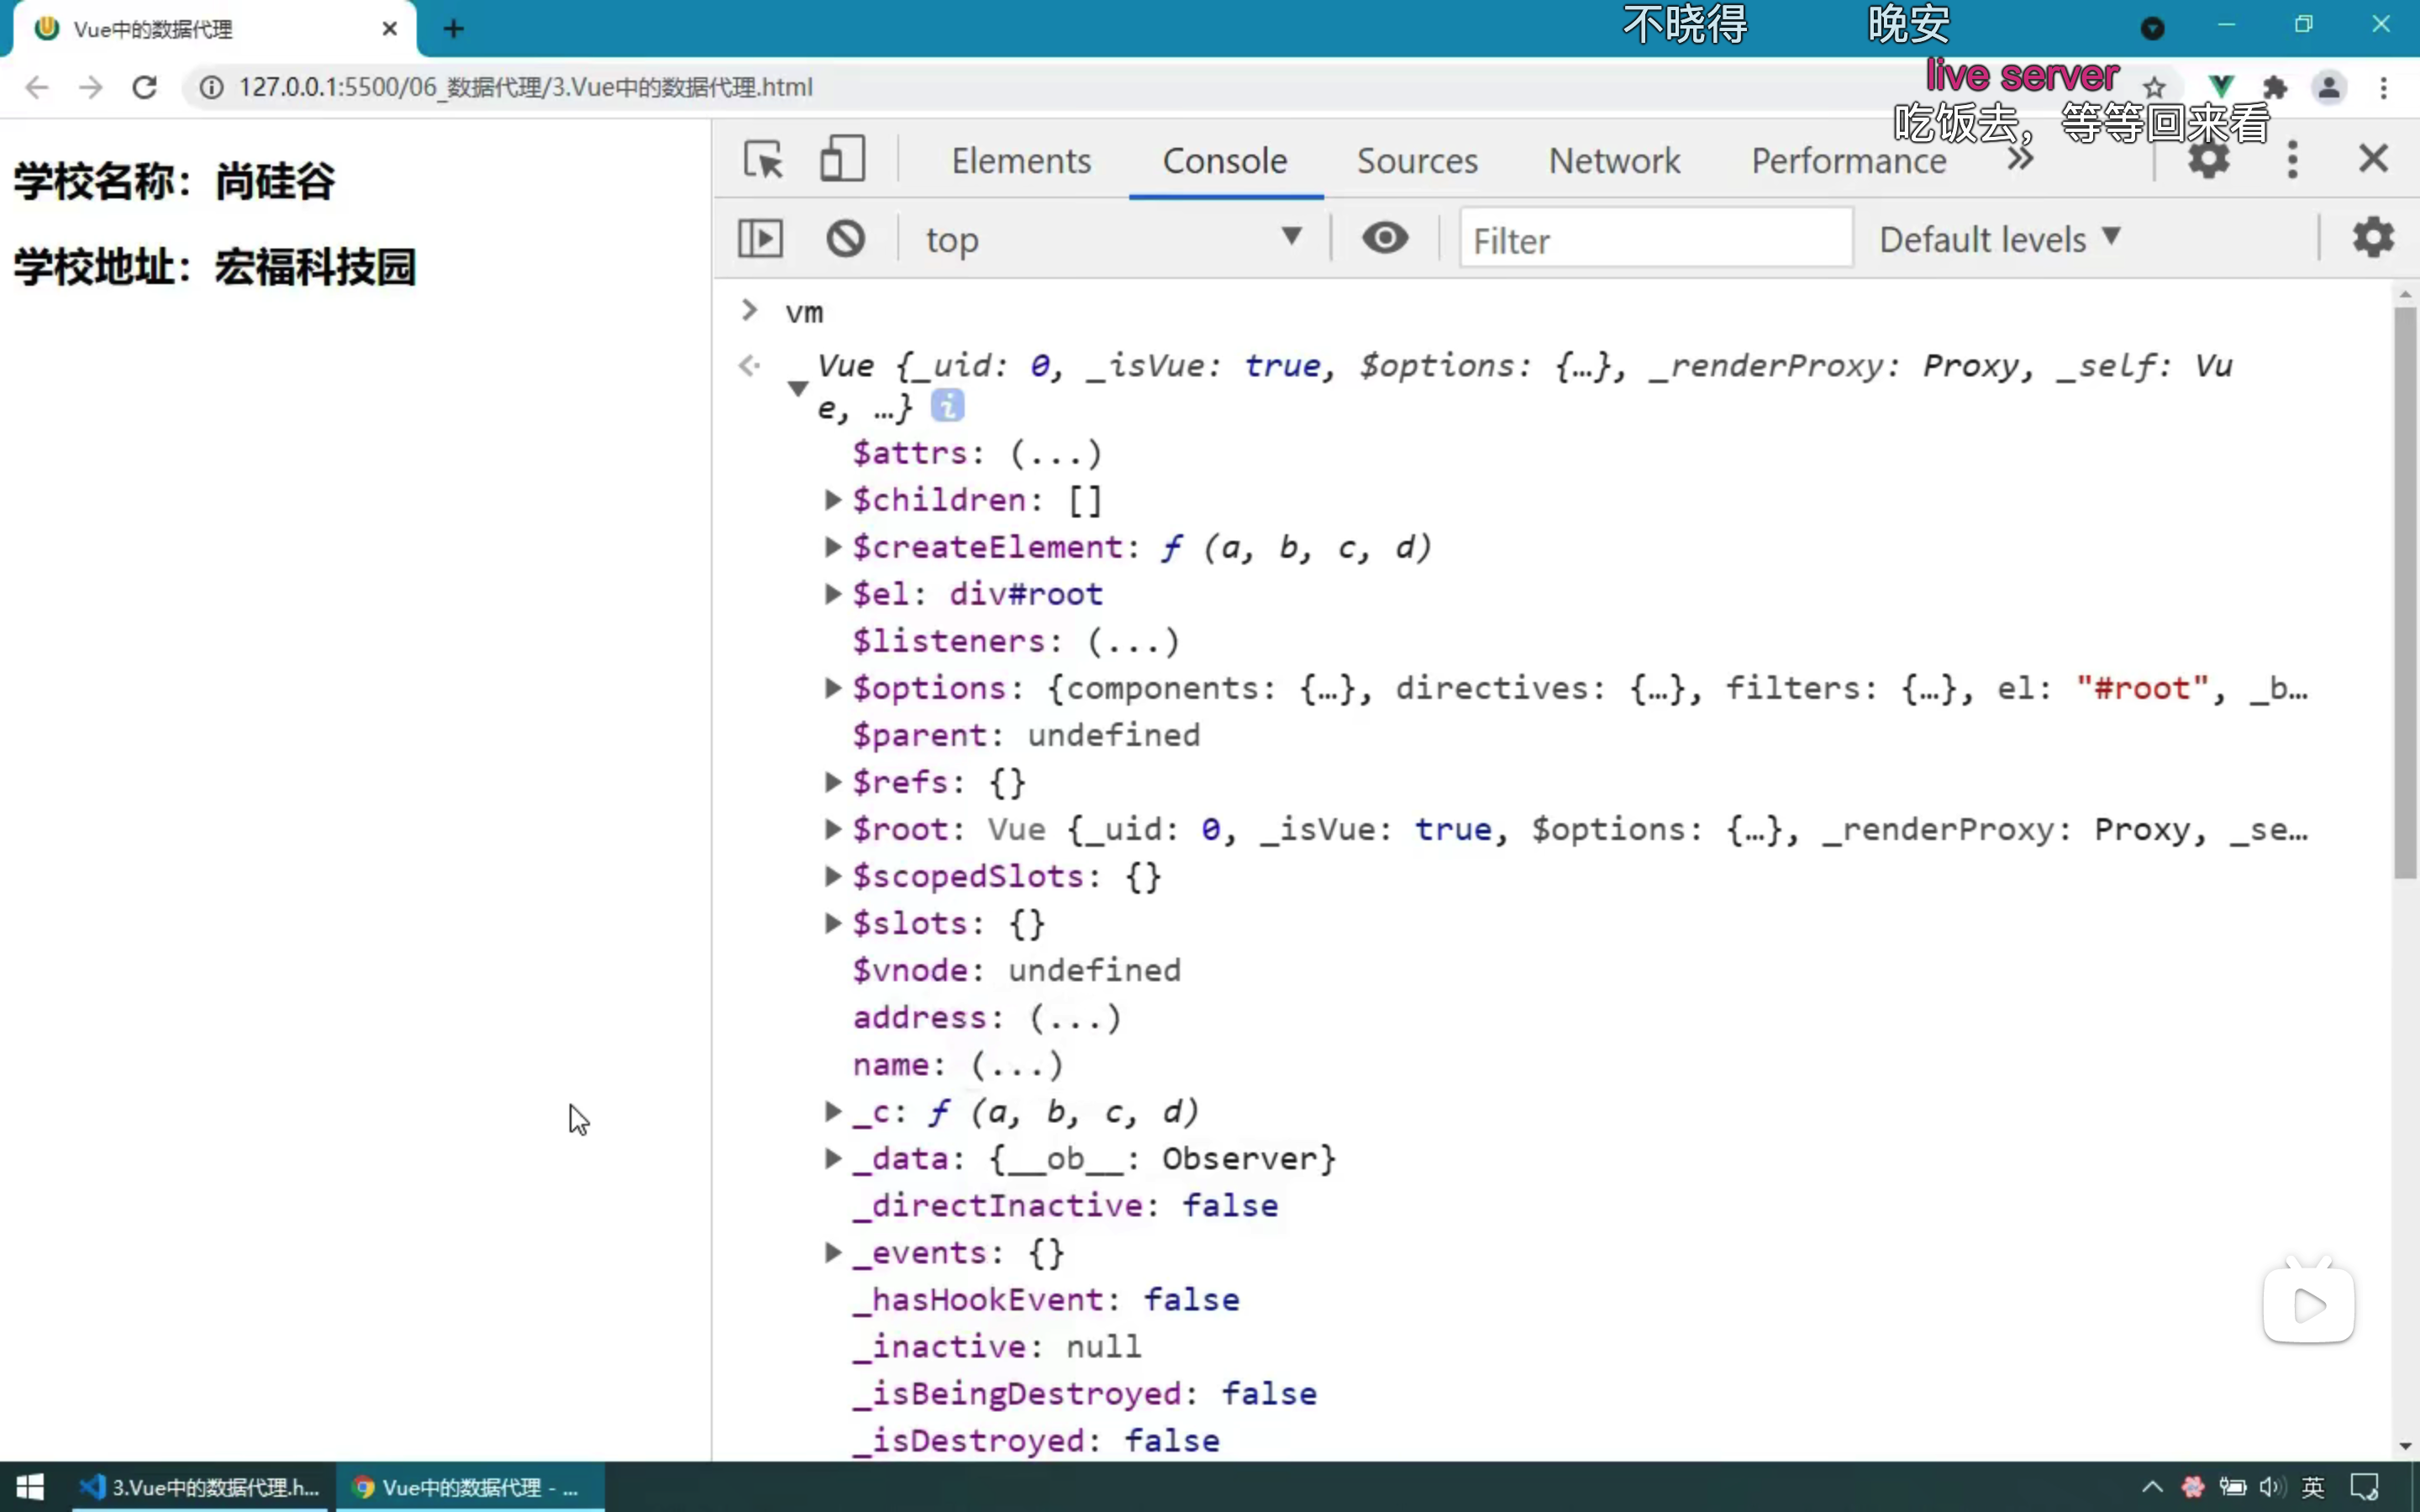 Vue中的数据代理
不晓得
晚安
127.0.0.1:5500/06_数据代理/3.Vue中的数据代理.html
live server
吃饭去，等等回来看
学校名称：尚硅谷
学校地址：宏福科技园
Elements Console Sources Network Performance
top Filter Default levels
vm
Vue {_uid: 0, _isVue: true, $options: {…}, _renderProxy: Proxy, _self: Vu
e, …} i
$attrs: (...)
$children: []
$createElement: ƒ (a, b, c, d)
$el: div#root
$listeners: (...)
$options: {components: {…}, directives: {…}, filters: {…}, el: "#root", _b…
$parent: undefined
$refs: {}
$root: Vue {_uid: 0, _isVue: true, $options: {…}, _renderProxy: Proxy, _se…
$scopedSlots: {}
$slots: {}
$vnode: undefined
address: (...)
name: (...)
_c: ƒ (a, b, c, d)
_data: {__ob__: Observer}
_directInactive: false
_events: {}
_hasHookEvent: false
_inactive: null
_isBeingDestroyed: false
_isDestroyed: false
3.Vue中的数据代理.h...
Vue中的数据代理 - ...
英